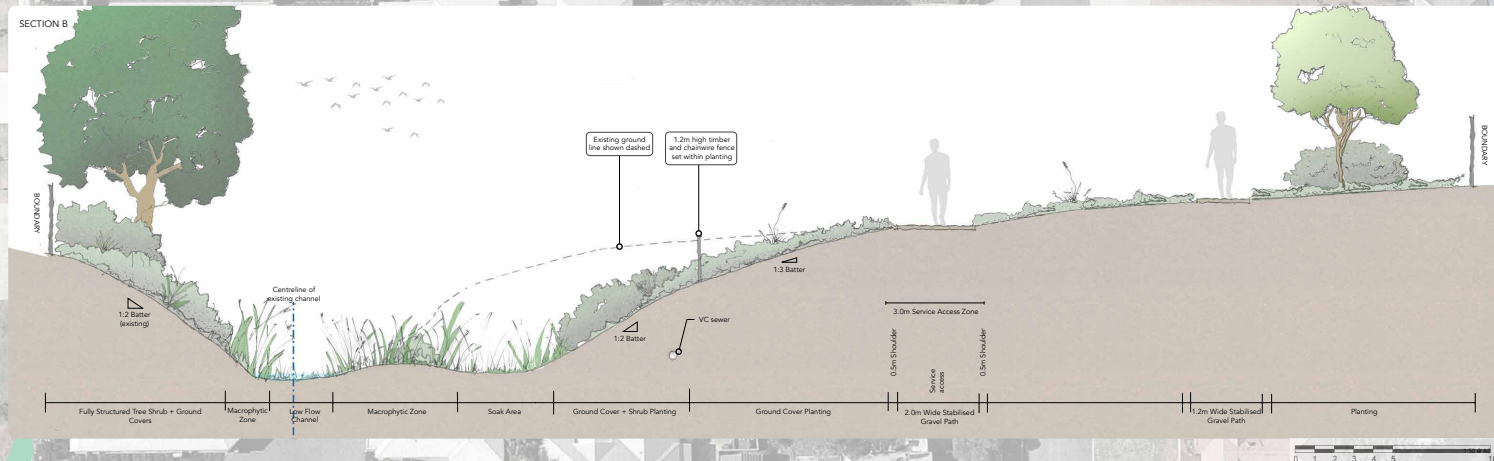 SECTION B
Existing ground
line shown dashed
1.2m high timber
and chainwire fence
set within planting
BOUNDARY
BOUNDARY
1:3 Batter
Centreline of
existing channel
1:2 Batter
(existing)
3.0m Service Access Zone
VC sewer
1:2 Batter
0.5m Shoulder
0.5m Shoulder
Service
access
Fully Structured Tree Shrub + Ground
Covers
Macrophytic
Zone
Low Flow
Channel
Macrophytic Zone
Soak Area
Ground Cover + Shrub Planting
Ground Cover Planting
2.0m Wide Stabilised
Gravel Path
1.2m Wide Stabilised
Gravel Path
Planting
0 1 2 3 4 5